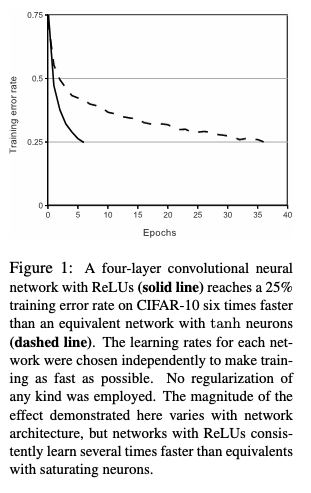 0.75
0.5
0.25
0
Training error rate
0 5 10 15 20 25 30 35 40
Epochs
Figure 1: A four-layer convolutional neural
network with ReLUs (solid line) reaches a 25%
training error rate on CIFAR-10 six times faster
than an equivalent network with tanh neurons
(dashed line). The learning rates for each net-
work were chosen independently to make train-
ing as fast as possible. No regularization of
any kind was employed. The magnitude of the
effect demonstrated here varies with network
architecture, but networks with ReLUs consis-
tently learn several times faster than equivalents
with saturating neurons.